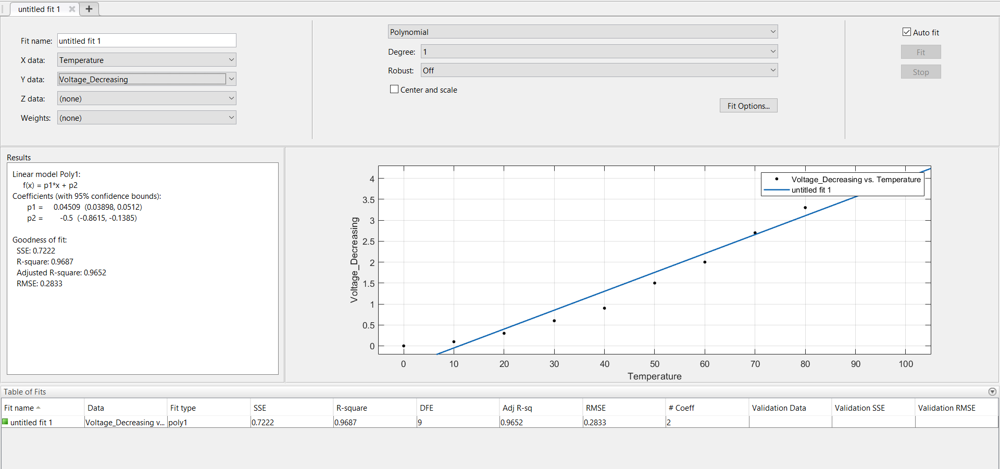 untitled fit 1
Fit name: untitled fit 1
X data: Temperature
Y data: Voltage_Decreasing
Z data: (none)
Weights: (none)
Polynomial
Degree: 1
Robust: Off
Center and scale
Fit Options...
Auto fit
Fit
Stop
Results
Linear model Poly1:
f(x) = p1*x + p2
Coefficients (with 95% confidence bounds):
p1 = 0.04509 (0.03898, 0.0512)
p2 = -0.5 (-0.8615, -0.1385)
Goodness of fit:
SSE: 0.7222
R-square: 0.9687
Adjusted R-square: 0.9652
RMSE: 0.2833
Voltage_Decreasing vs. Temperature
untitled fit 1
4
3.5
3
2.5
2
1.5
1
0.5
0
Voltage_Decreasing
0 10 20 30 40 50 60 70 80 90 100
Temperature
Table of Fits
Fit name Data Fit type SSE R-square DFE Adj R-sq RMSE # Coeff Validation Data Validation SSE Validation RMSE
untitled fit 1 Voltage_Decreasing v... poly1 0.7222 0.9687 9 0.9652 0.2833 2